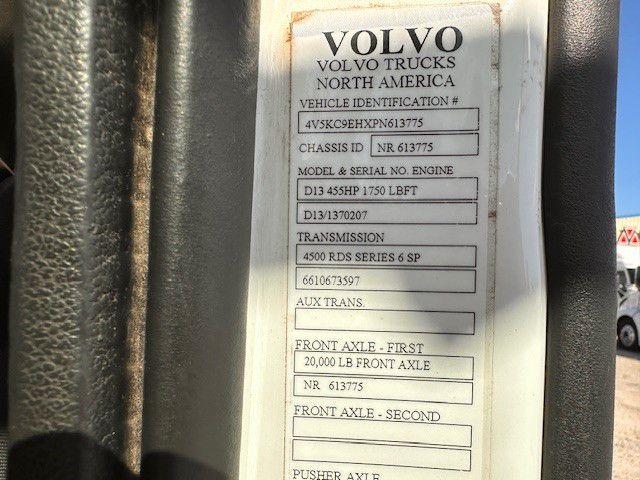 VOLVO
VOLVO TRUCKS
NORTH AMERICA
VEHICLE IDENTIFICATION #
4V5KC9EHXPN613775
CHASSIS ID NR 613775
MODEL & SERIAL NO. ENGINE
D13 455HP 1750 LBFT
D13/1370207
TRANSMISSION
4500 RDS SERIES 6 SP
6610673597
AUX TRANS.
FRONT AXLE - FIRST
20,000 LB FRONT AXLE
NR 613775
FRONT AXLE - SECOND
PUSHER AXLE